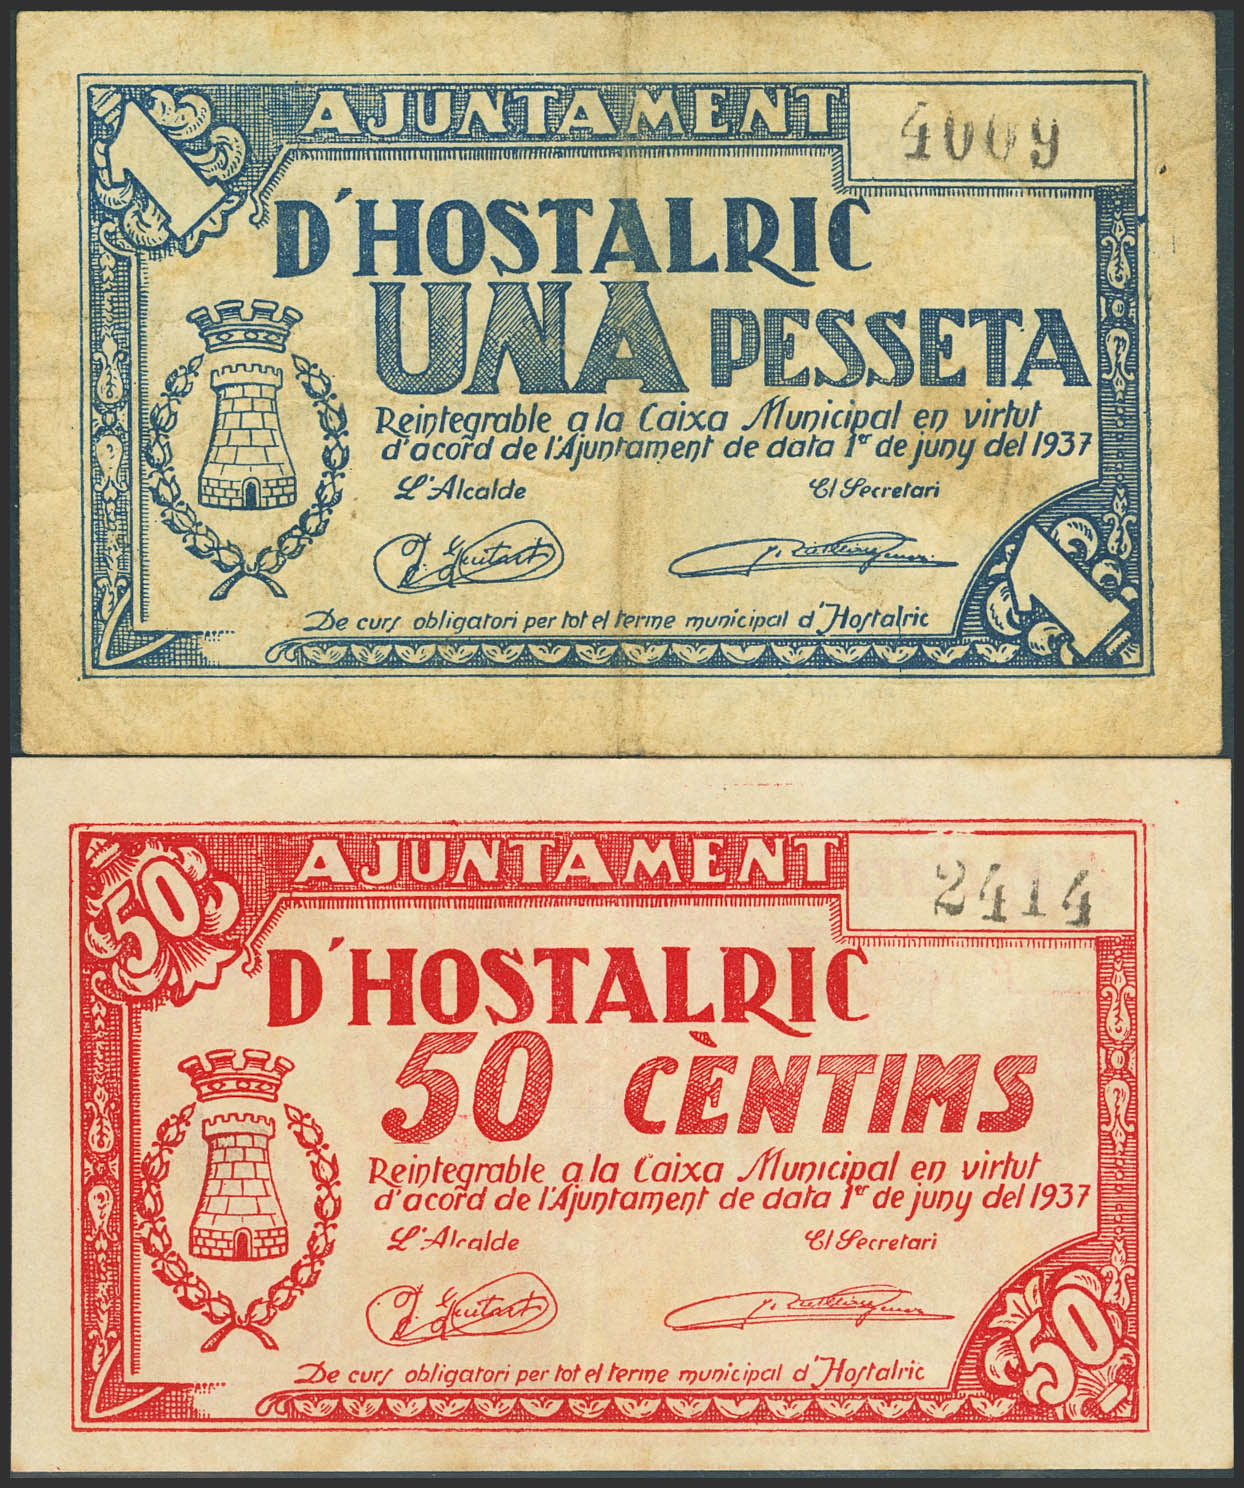 1
AJUNTAMENT
4009
D'HOSTALRIC
UNA PESSETA
Reintegrable a la Caixa Municipal en virtut
d'acord de l'Ajuntament de data 1er de juny del 1937
L'Alcalde
El Secretari
De curs obligatori per tot el terme municipal d'Hostalric
1
50
AJUNTAMENT
2414
D'HOSTALRIC
50 CÈNTIMS
Reintegrable a la Caixa Municipal en virtut
d'acord de l'Ajuntament de data 1er de juny del 1937
L'Alcalde
El Secretari
De curs obligatori per tot el terme municipal d'Hostalric
50